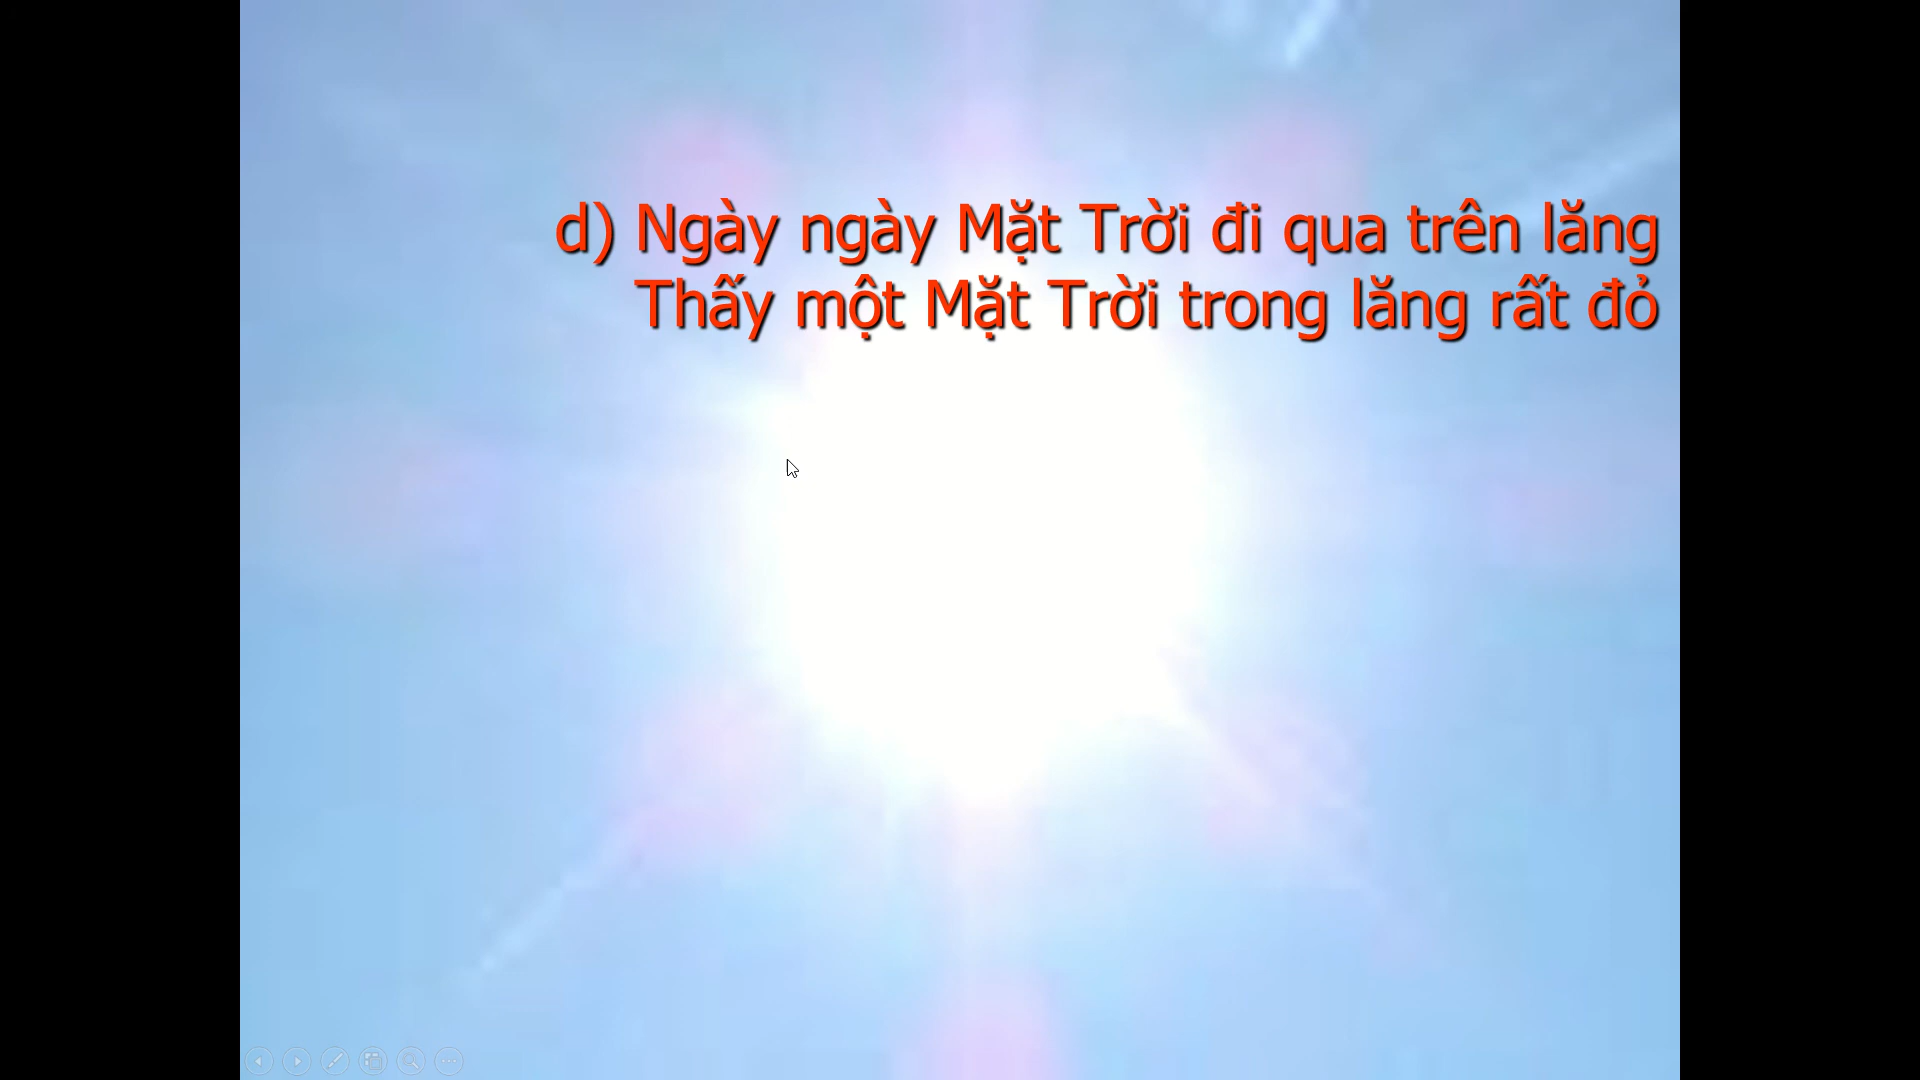 d) Ngày ngày Mặt Trời đi qua trên lăng
Thấy một Mặt Trời trong lăng rất đỏ